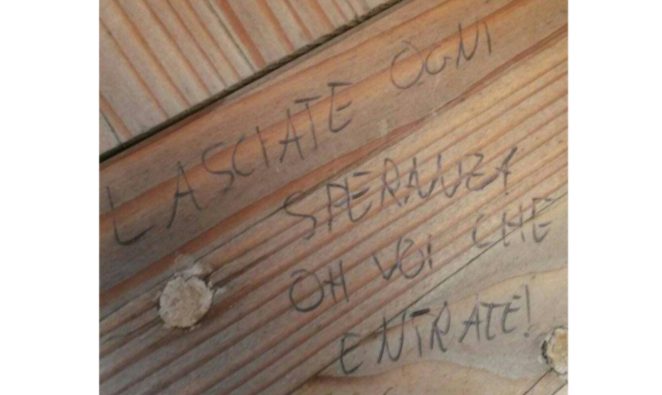 LASCIATE OGNI
SPERANZA
OH VOI CHE
ENTRATE!